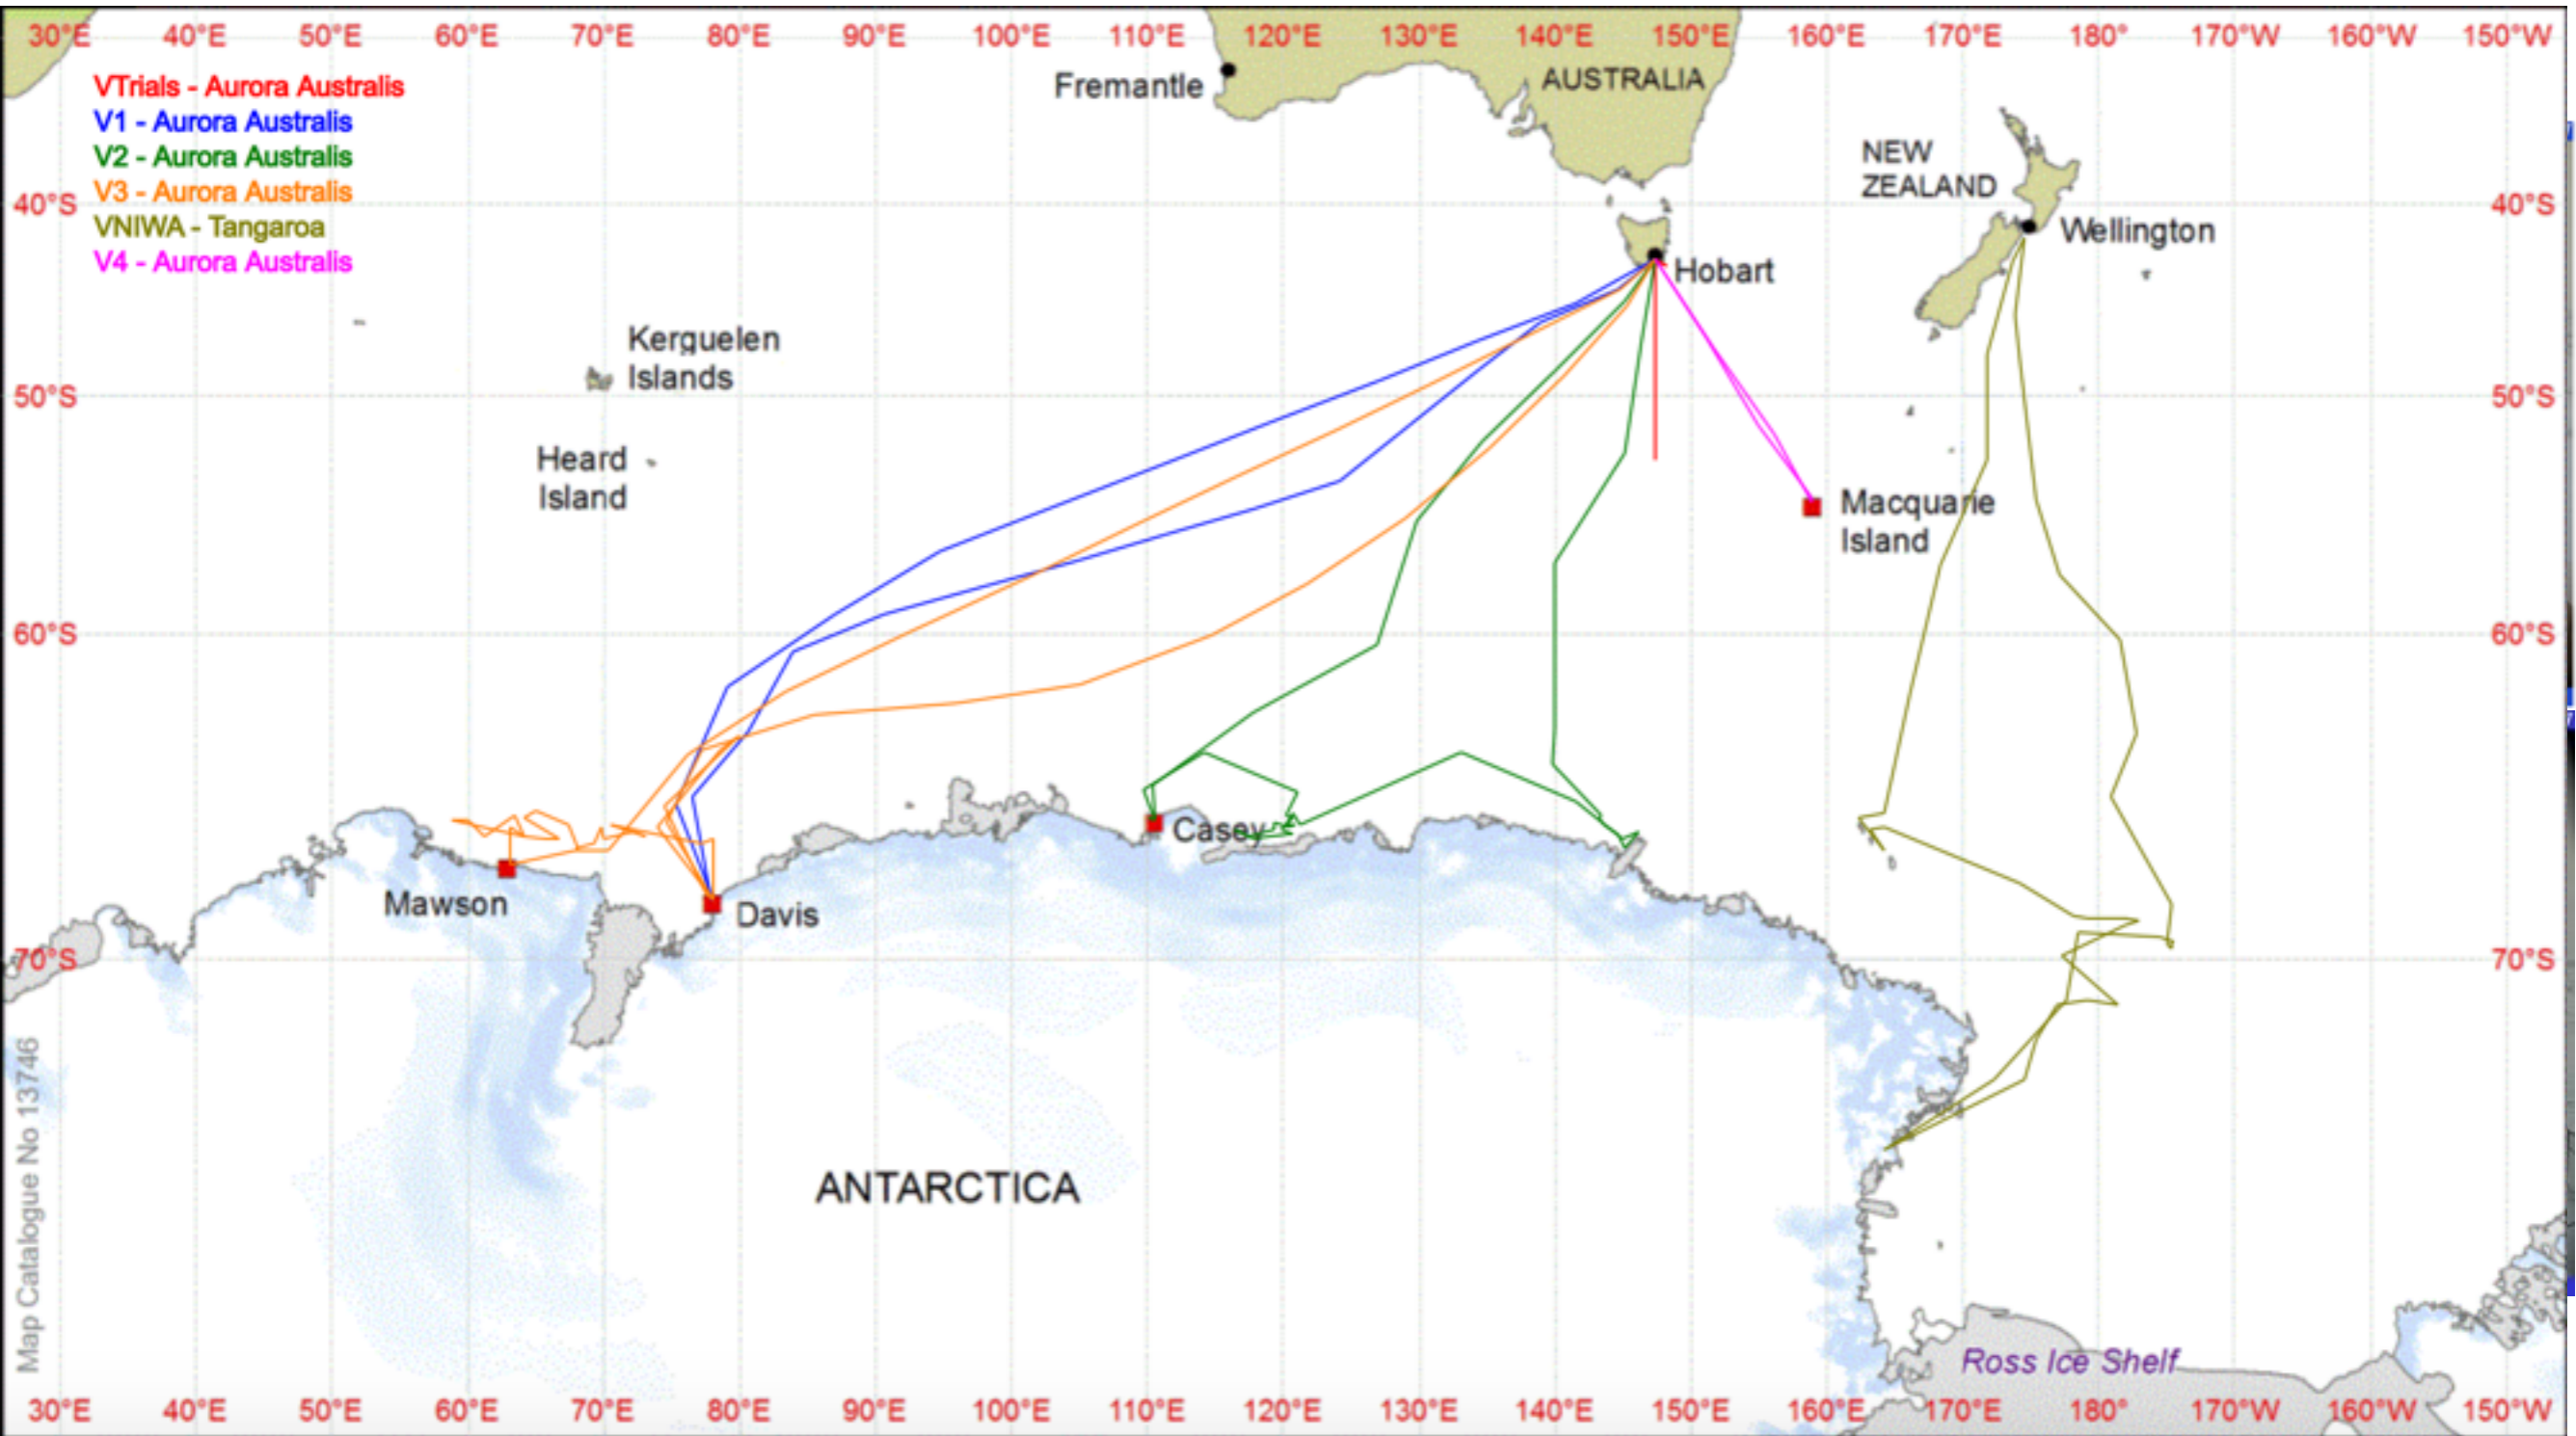 30°E 40°E 50°E 60°E 70°E 80°E 90°E 100°E 110°E 120°E 130°E 140°E 150°E 160°E 170°E 180° 170°W 160°W 150°W
VTrials - Aurora Australis
V1 - Aurora Australis
V2 - Aurora Australis
V3 - Aurora Australis
VNIWA - Tangaroa
V4 - Aurora Australis
Fremantle
AUSTRALIA
NEW
ZEALAND
40°S
40°S
Wellington
Hobart
Kerguelen
Islands
50°S
50°S
Heard
Island
Macquarie
Island
60°S
60°S
Casey
Mawson
Davis
70°S
70°S
ANTARCTICA
Map Catalogue No 13746
Ross Ice Shelf
30°E 40°E 50°E 60°E 70°E 80°E 90°E 100°E 110°E 120°E 130°E 140°E 150°E 160°E 170°E 180° 170°W 160°W 150°W